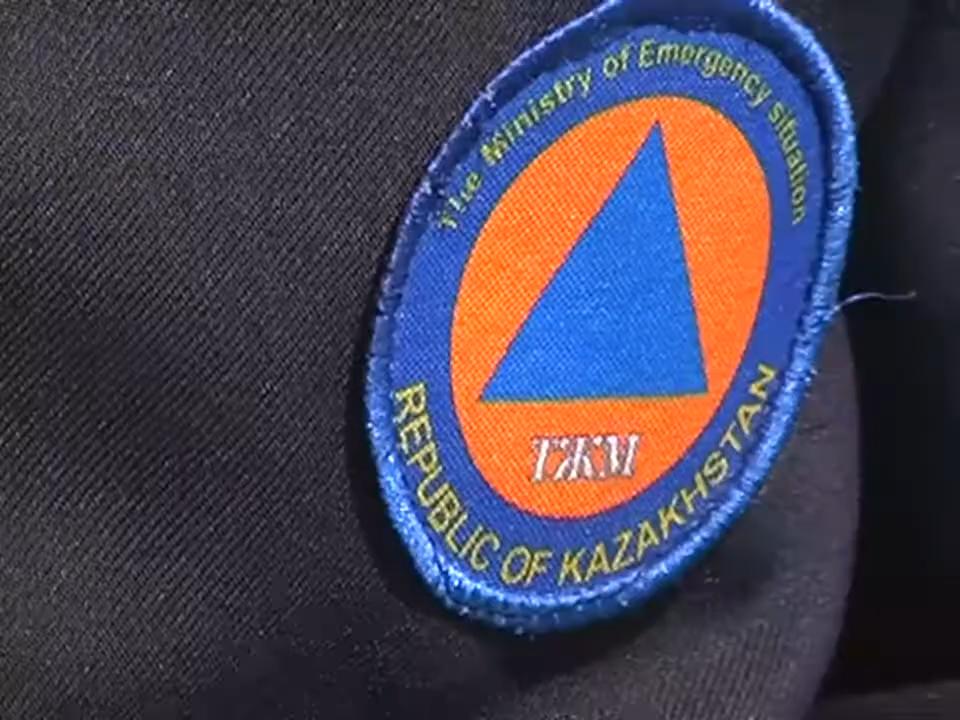 The Ministry of Emergency situation
ТЖМ
REPUBLIC OF KAZAKHSTAN